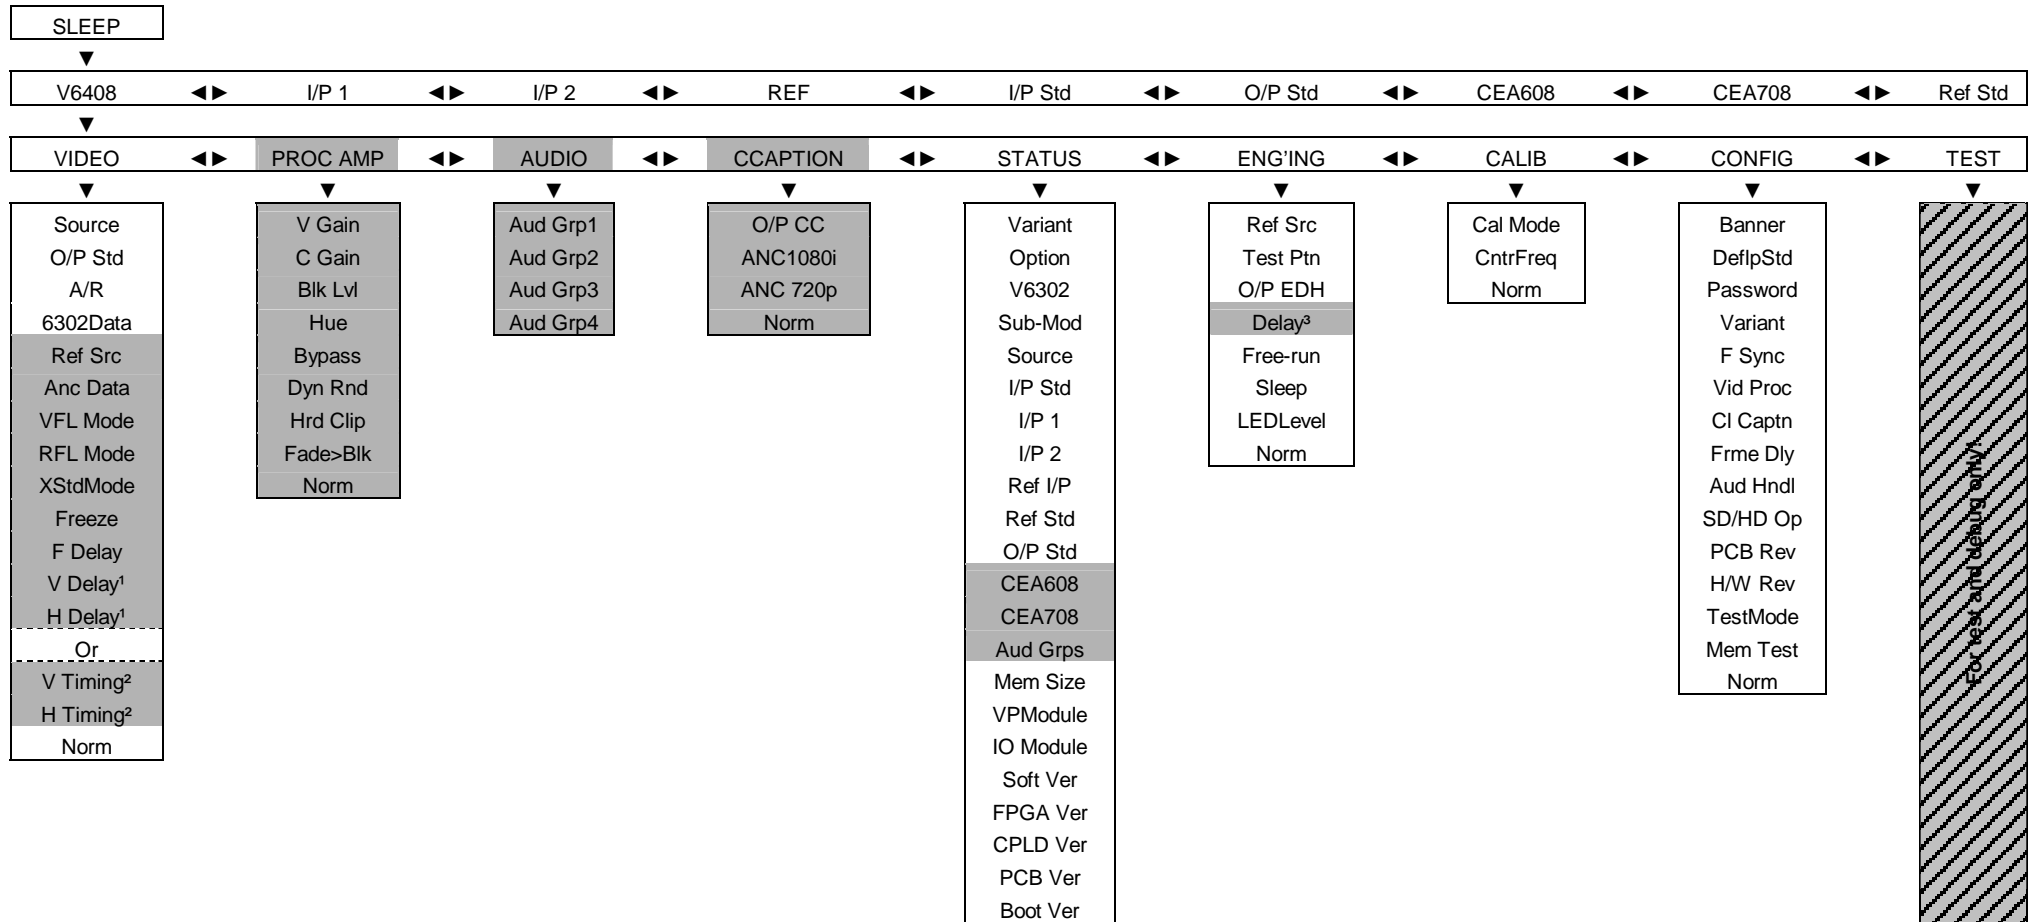 SLEEP
▼
V6408 ◄► I/P 1 ◄► I/P 2 ◄► REF ◄► I/P Std ◄► O/P Std ◄► CEA608 ◄► CEA708 ◄► Ref Std
▼
VIDEO ◄► PROC AMP ◄► AUDIO ◄► CCAPTION ◄► STATUS ◄► ENG'ING ◄► CALIB ◄► CONFIG ◄► TEST
▼ ▼ ▼ ▼ ▼ ▼ ▼ ▼ ▼
Source
O/P Std
A/R
6302Data
Ref Src
Anc Data
VFL Mode
RFL Mode
XStdMode
Freeze
F Delay
V Delay¹
H Delay¹
Or
V Timing²
H Timing²
Norm
V Gain
C Gain
Blk Lvl
Hue
Bypass
Dyn Rnd
Hrd Clip
Fade>Blk
Norm
Aud Grp1
Aud Grp2
Aud Grp3
Aud Grp4
O/P CC
ANC1080i
ANC 720p
Norm
Variant
Option
V6302
Sub-Mod
Source
I/P Std
I/P 1
I/P 2
Ref I/P
Ref Std
O/P Std
CEA608
CEA708
Aud Grps
Mem Size
VPModule
IO Module
Soft Ver
FPGA Ver
CPLD Ver
PCB Ver
Boot Ver
Ref Src
Test Ptn
O/P EDH
Delay³
Free-run
Sleep
LEDLevel
Norm
Cal Mode
CntrFreq
Norm
Banner
DefIpStd
Password
Variant
F Sync
Vid Proc
Cl Captn
Frme Dly
Aud Hndl
SD/HD Op
PCB Rev
H/W Rev
TestMode
Mem Test
Norm
For test and debug only!